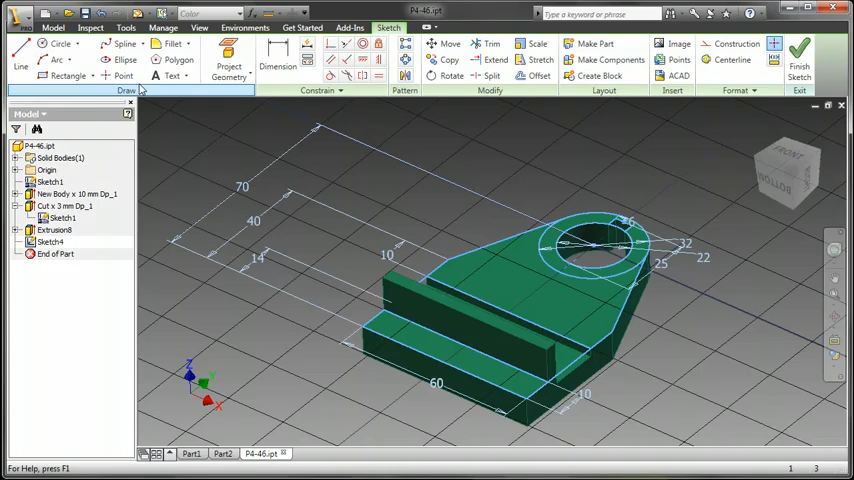 PRO
Color
P4-46.ipt
Type a keyword or phrase
Model
Inspect
Tools
Manage
View
Environments
Get Started
Add-Ins
Sketch
Line
Circle
Arc
Rectangle
Spline
Ellipse
Point
Fillet
Polygon
Text
Project
Geometry
Dimension
Move
Copy
Rotate
Trim
Extend
Split
Scale
Stretch
Offset
Make Part
Make Components
Create Block
Image
Points
ACAD
Construction
Centerline
Finish
Sketch
Draw
Constrain
Pattern
Modify
Layout
Insert
Format
Exit
Model
P4-46.ipt
Solid Bodies(1)
Origin
Sketch1
New Body x 10 mm Dp_1
Cut x 3 mm Dp_1
Sketch1
Extrusion8
Sketch4
End of Part
70
40
14
10
6
32
22
25
60
10
FRONT
BOTTOM
Z
Y
X
Part1
Part2
P4-46.ipt
For Help, press F1
1
3